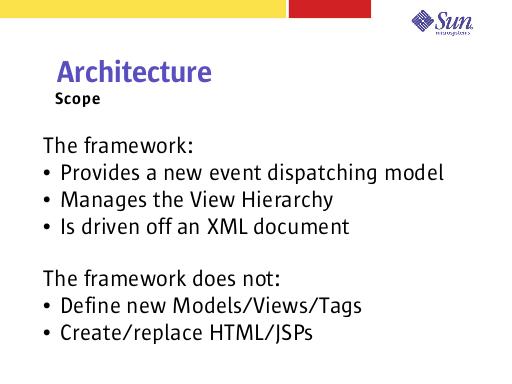 Sun
microsystems
Architecture
Scope
The framework:
• Provides a new event dispatching model
• Manages the View Hierarchy
• Is driven off an XML document
The framework does not:
• Define new Models/Views/Tags
• Create/replace HTML/JSPs